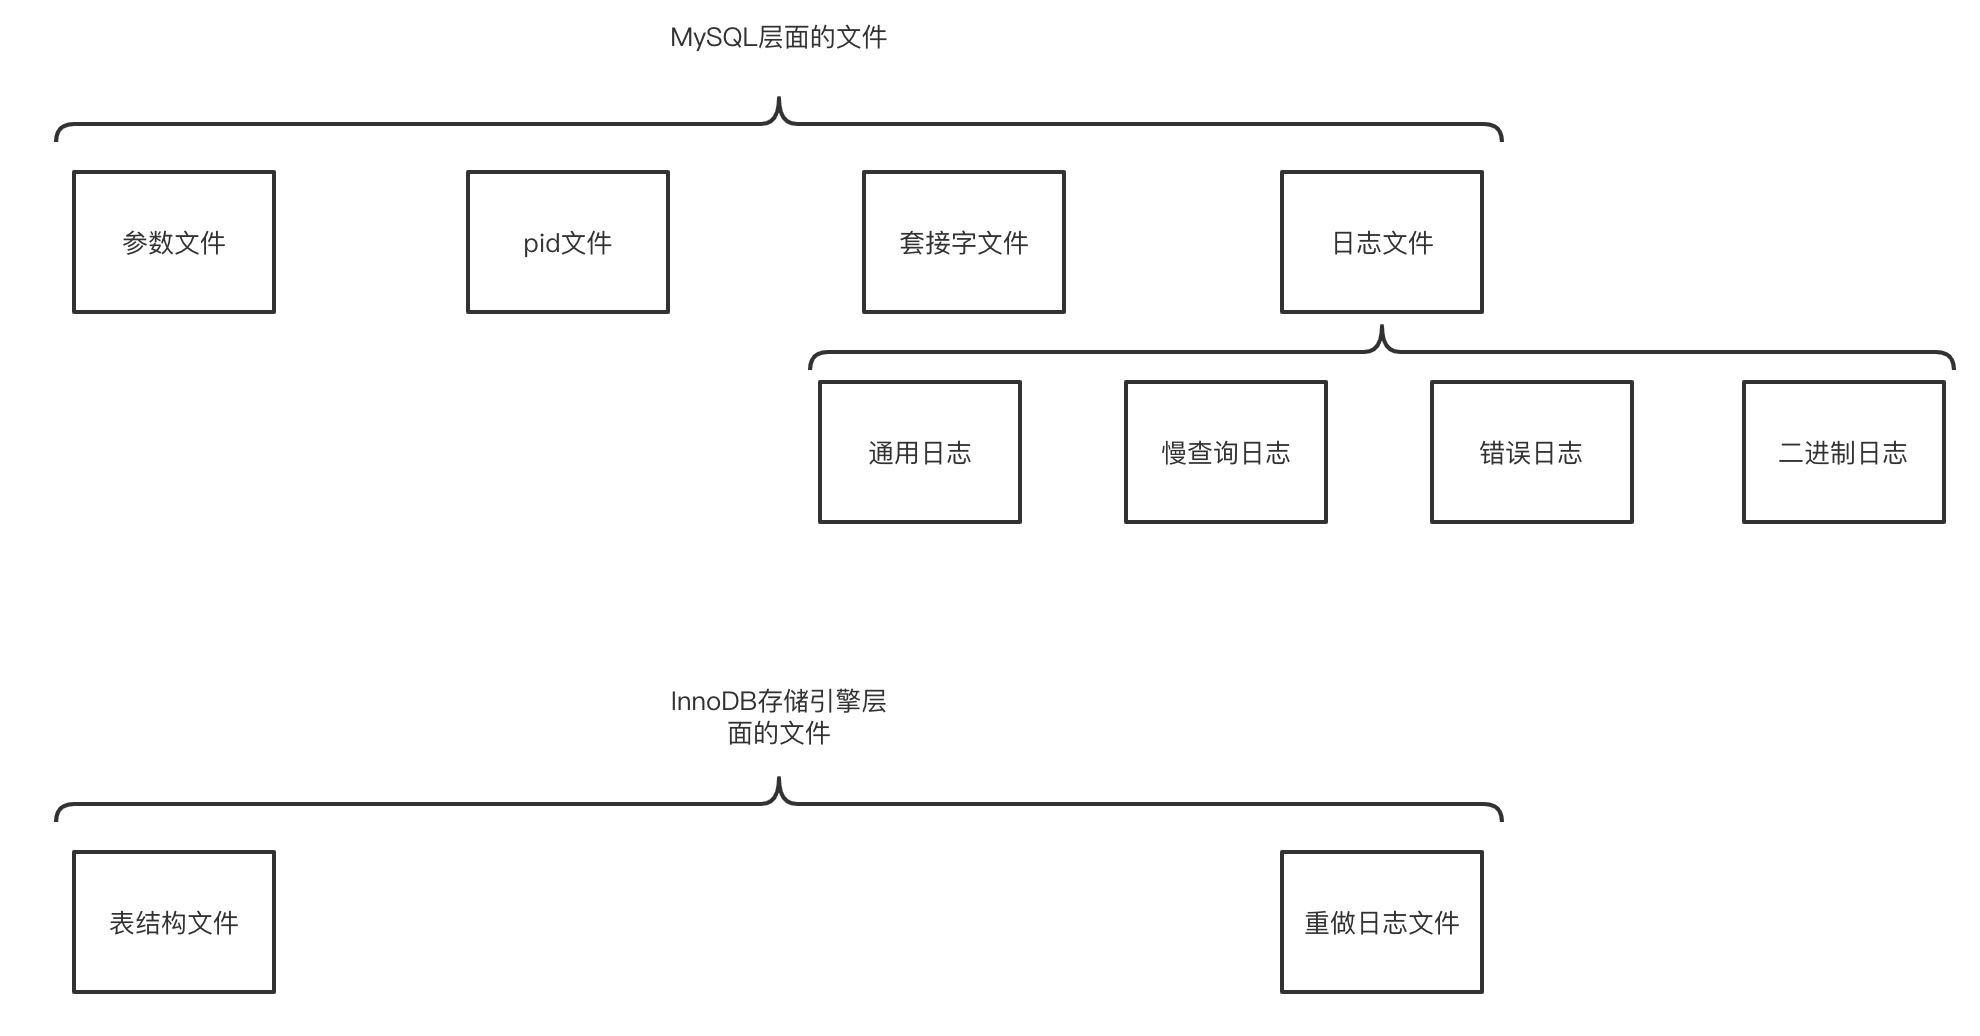 MySQL层面的文件
参数文件
pid文件
套接字文件
日志文件
通用日志
慢查询日志
错误日志
二进制日志
InnoDB存储引擎层
面的文件
表结构文件
重做日志文件